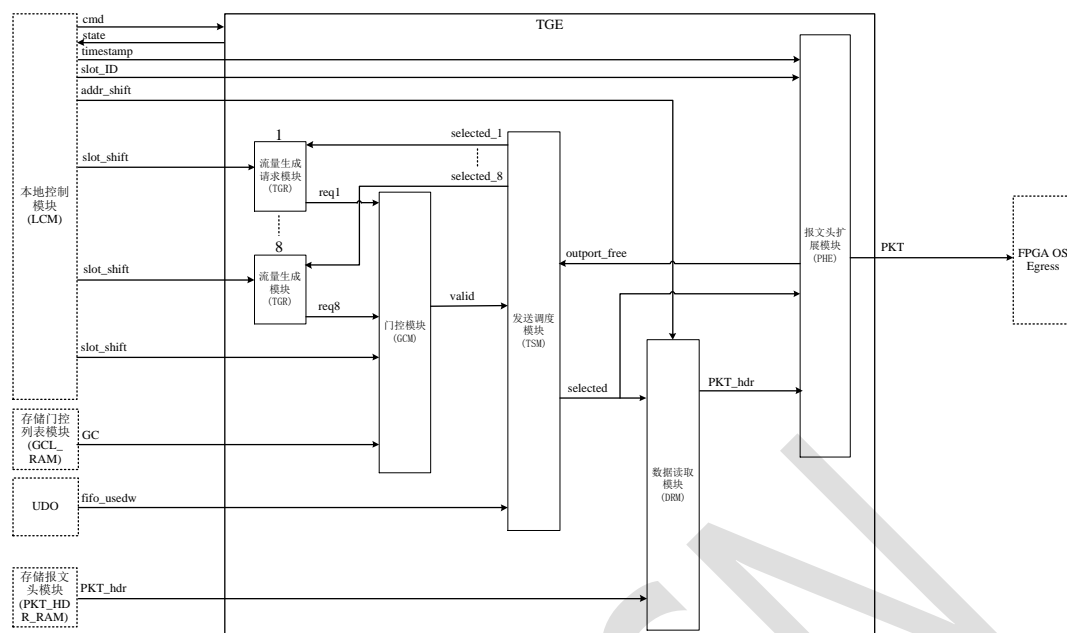 TGE
cmd
state
timestamp
slot_ID
addr_shift
本地控制
模块
(LCM)
slot_shift
1
流量生成
请求模块
(TGR)
req1
selected_1
selected_8
8
流量生成
模块
(TGR)
slot_shift
req8
slot_shift
门控模块
(GCM)
valid
发送调度
模块
(TSM)
outport_free
selected
报文头扩
展模块
(PHE)
PKT
FPGA OS
Egress
PKT_hdr
数据读取
模块
(DRM)
存储门控
列表模块
(GCL_
RAM)
GC
UDO
fifo_usedw
存储报文
头模块
(PKT_HD
R_RAM)
PKT_hdr